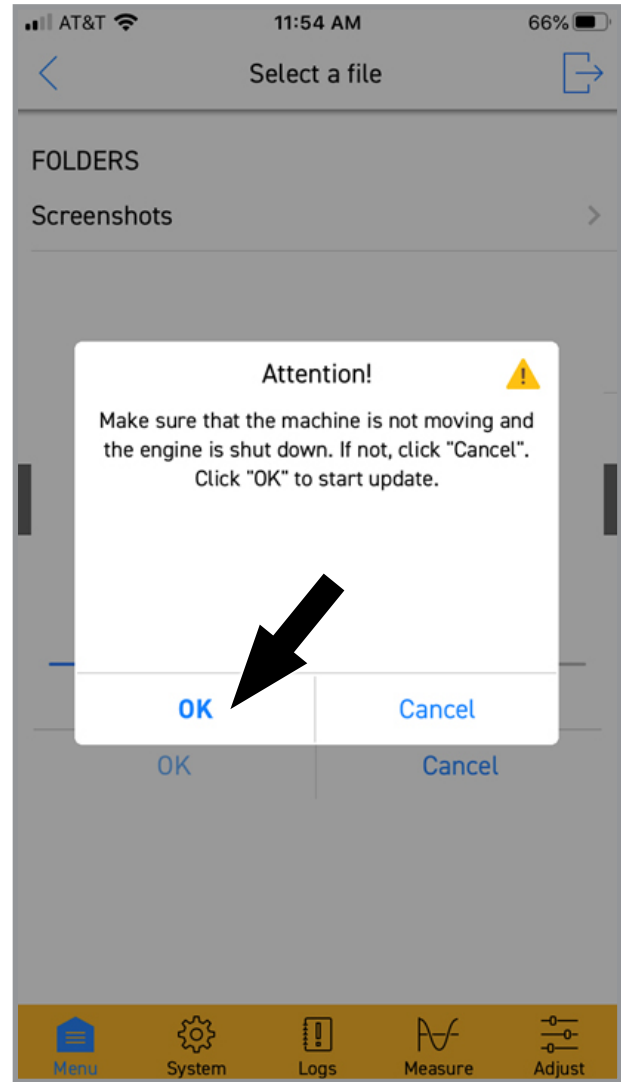 AT&T 11:54 AM 66%
Select a file
FOLDERS
Screenshots
Attention!
Make sure that the machine is not moving and
the engine is shut down. If not, click "Cancel".
Click "OK" to start update.
OK Cancel
OK Cancel
Menu System Logs Measure Adjust